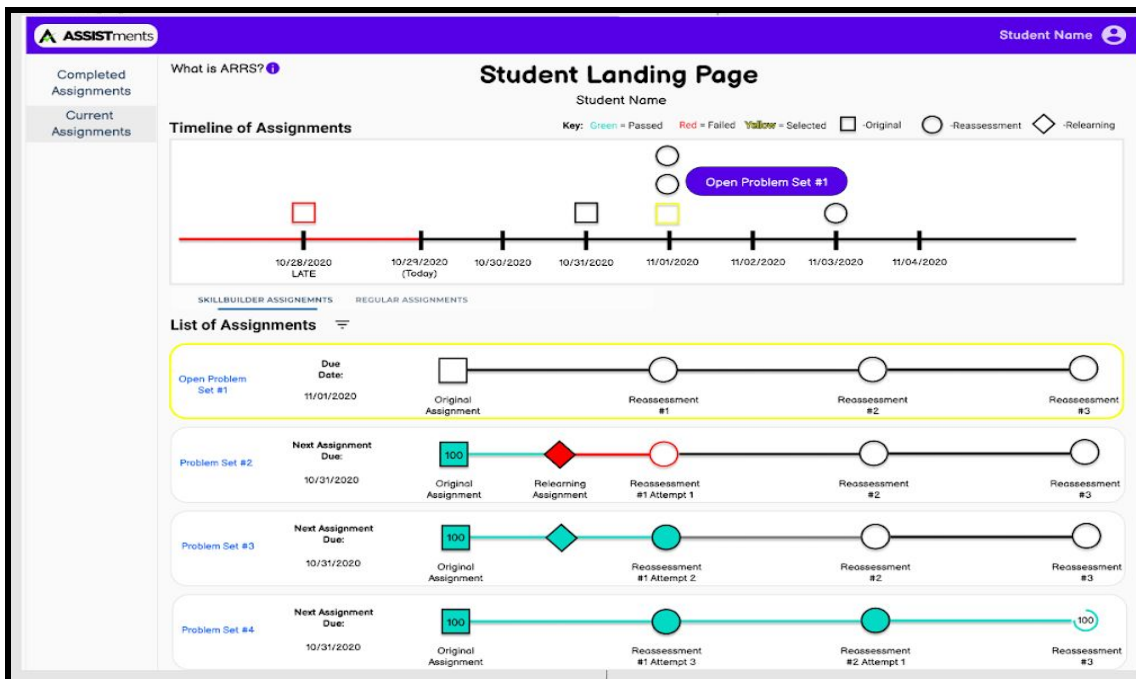 ASSISTments
Student Name
Completed
Assignments
Current
Assignments
What is ARRS? i
Student Landing Page
Student Name
Timeline of Assignments
Key: Green = Passed Red = Failed Yellow = Selected -Original -Reassessment -Relearning
Open Problem Set #1
10/28/2020
LATE
10/29/2020
(Today)
10/30/2020
10/31/2020
11/01/2020
11/02/2020
11/03/2020
11/04/2020
SKILLBUILDER ASSIGNEMNTS REGULAR ASSIGNMENTS
List of Assignments
Open Problem
Set #1
Due
Date:
11/01/2020
Original
Assignment
Reassessment
#1
Reassessment
#2
Reassessment
#3
Problem Set #2
Next Assignment
Due:
10/31/2020
100
Original
Assignment
Relearning
Assignment
Reassessment
#1 Attempt 1
Reassessment
#2
Reassessment
#3
Problem Set #3
Next Assignment
Due:
10/31/2020
100
Original
Assignment
Reassessment
#1 Attempt 2
Reassessment
#2
Reassessment
#3
Problem Set #4
Next Assignment
Due:
10/31/2020
100
Original
Assignment
Reassessment
#1 Attempt 3
Reassessment
#2 Attempt 1
100
Reassessment
#3